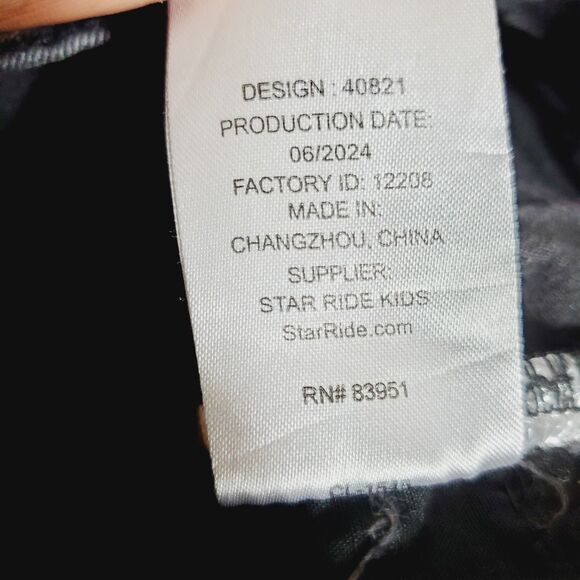 DESIGN : 40821
PRODUCTION DATE:
06/2024
FACTORY ID: 12208
MADE IN:
CHANGZHOU, CHINA
SUPPLIER:
STAR RIDE KIDS
StarRide.com
RN# 83951